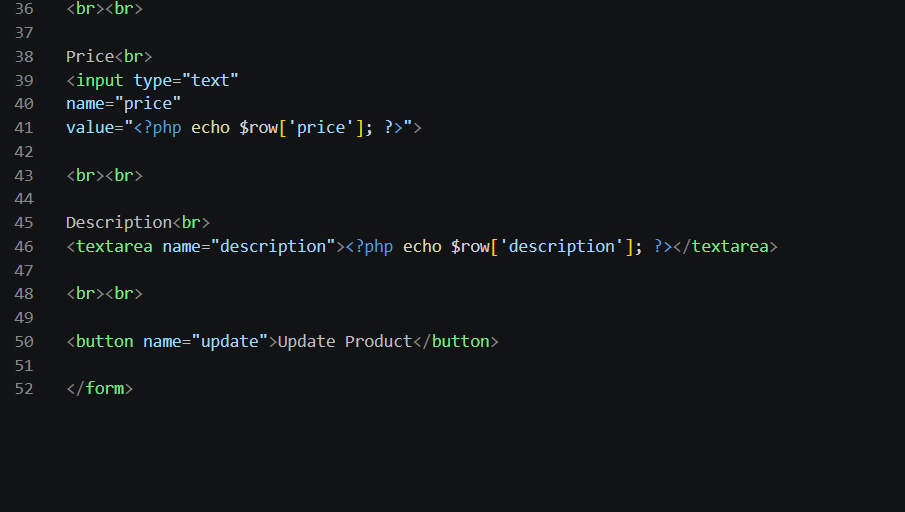 36 <br><br>
37
38 Price<br>
39 <input type="text"
40 name="price"
41 value="<?php echo $row['price']; ?>">
42
43 <br><br>
44
45 Description<br>
46 <textarea name="description"><?php echo $row['description']; ?></textarea>
47
48 <br><br>
49
50 <button name="update">Update Product</button>
51
52 </form>